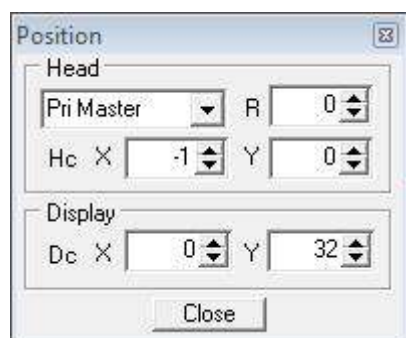 Position
Head
Pri Master R 0
Hc X -1 Y 0
Display
Dc X 0 Y 32
Close